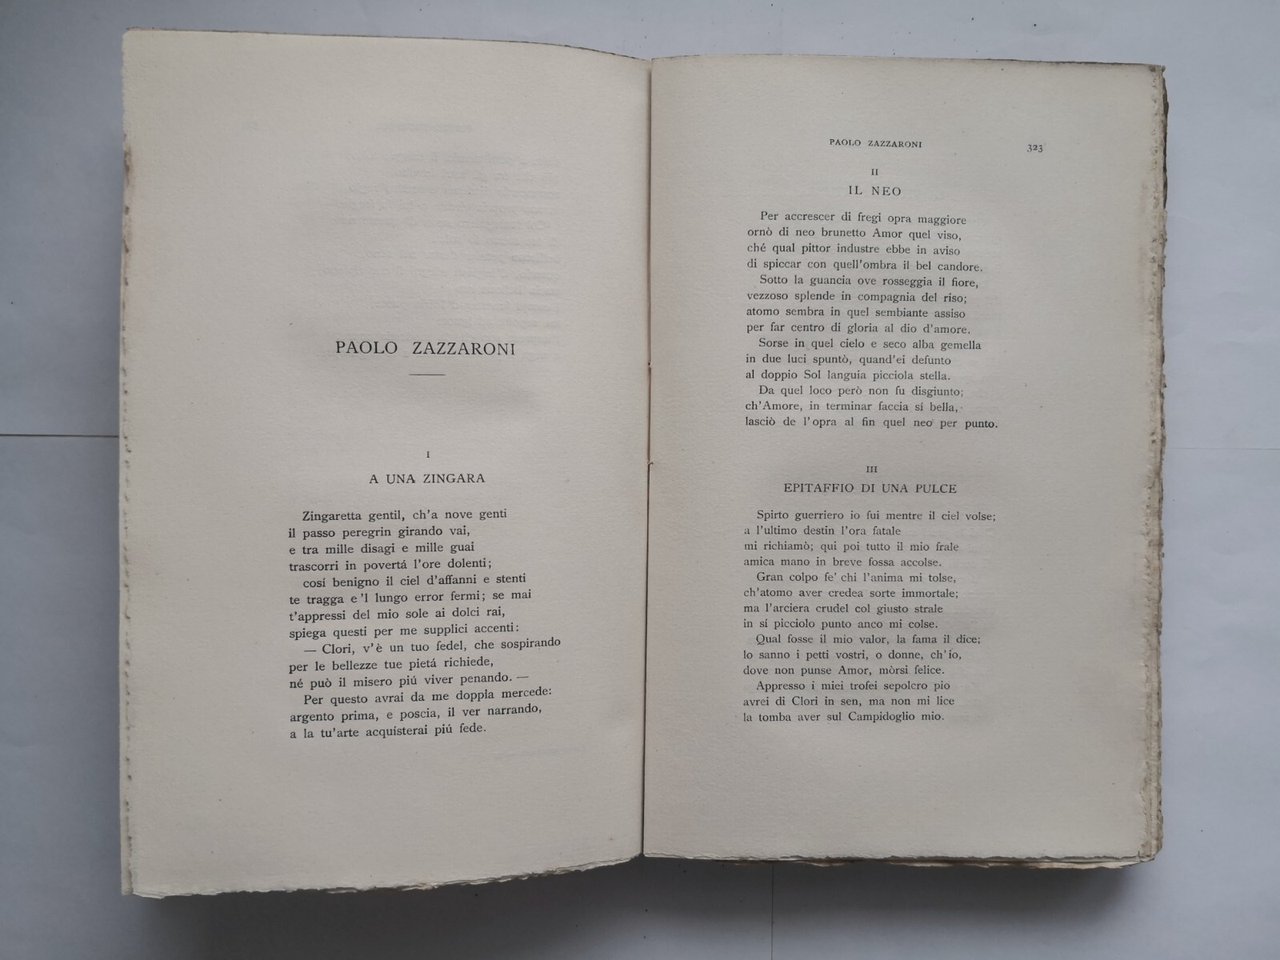 PAOLO ZAZZARONI
I
A UNA ZINGARA
Zingaretta gentil, ch'a nove genti
il passo peregrin girando vai,
e tra mille disagi e mille guai
trascorri in povertá l'ore dolenti;
cosí benigno il ciel d'affanni e stenti
te tragga e 'l lungo error fermi; se mai
t'appressi del mio sole ai dolci rai,
spiega questi per me supplici accenti:
— Clori, v'è un tuo fedel, che sospirando
per le bellezze tue pietá richiede,
né può il misero piú viver penando. —
Per questo avrai da me doppla mercede:
argento prima, e poscia, il ver narrando,
a la tu'arte acquisterai piú fede.
PAOLO ZAZZARONI 323
II
IL NEO
Per accrescer di fregi opra maggiore
ornò di neo brunetto Amor quel viso,
ché qual pittor industre ebbe in aviso
di spiccar con quell'ombra il bel candore.
Sotto la guancia ove rosseggia il fiore,
vezzoso splende in compagnia del riso;
atomo sembra in quel sembiante assiso
per far centro di gloria al dio d'amore.
Sorse in quel cielo e seco alba gemella
in due luci spuntò, quand'ei defunto
al doppio Sol languia picciola stella.
Da quel loco però non fu disgiunto;
ch'Amore, in terminar faccia sí bella,
lasciò de l'opra al fin quel neo per punto.
III
EPITAFFIO DI UNA PULCE
Spirto guerriero io fui mentre il ciel volse;
a l'ultimo destin l'ora fatale
mi richiamò; qui poi tutto il mio frale
amica mano in breve fossa accolse.
Gran colpo fe' chi l'anima mi tolse,
ch'atomo aver credea sorte immortale;
ma l'arciera crudel col giusto strale
in sí picciolo punto anco mi colse.
Qual fosse il mio valor, la fama il dice;
lo sanno i petti vostri, o donne, ch'io,
dove non punse Amor, mòrsi felice.
Appresso i miei trofei sepolcro pio
avrei di Clori in sen, ma non mi lice
la tomba aver sul Campidoglio mio.